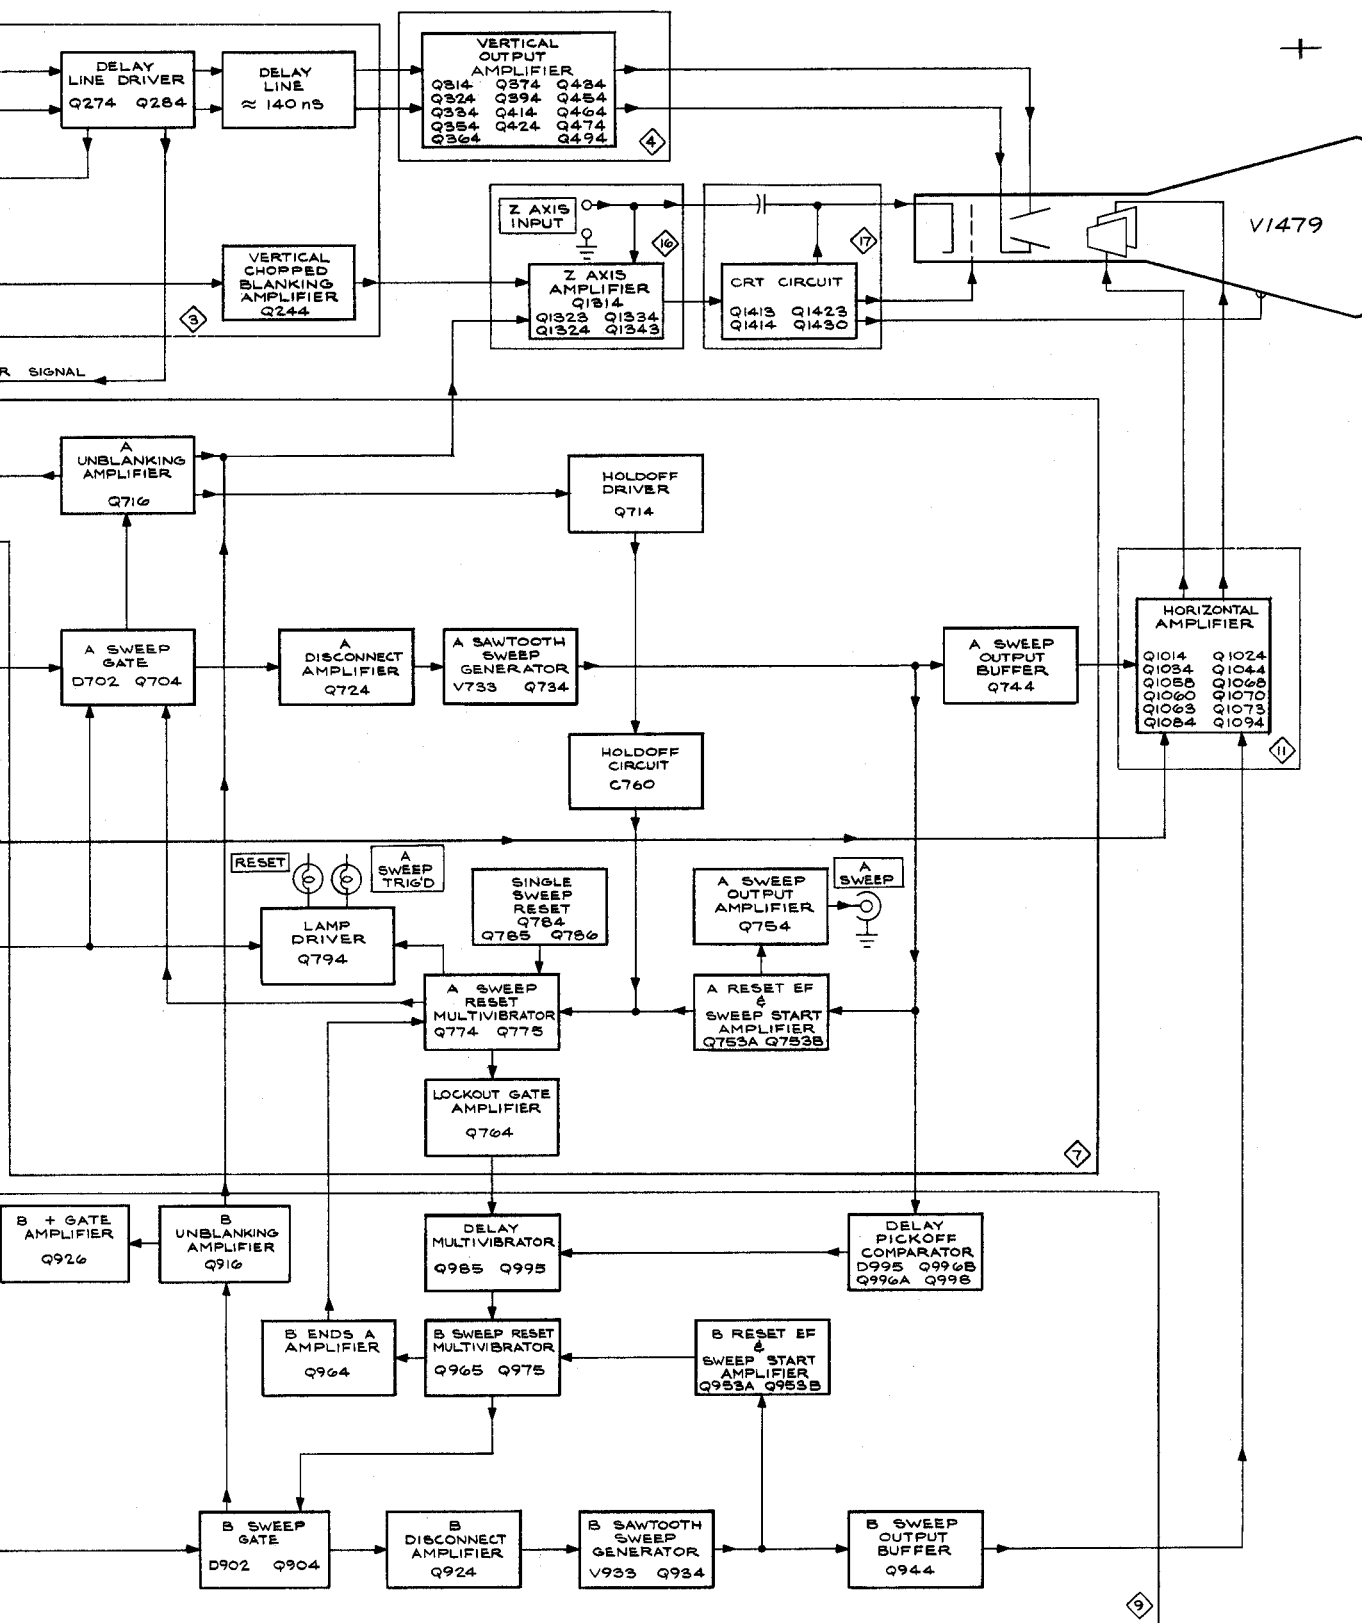 DELAY
LINE DRIVER
Q274 Q284
DELAY
LINE
≈ 140 nS
VERTICAL
OUTPUT
AMPLIFIER
Q314 Q374 Q434
Q324 Q394 Q454
Q334 Q414 Q464
Q354 Q424 Q474
Q364 Q494
4
Z AXIS
INPUT
16
17
V1479
VERTICAL
CHOPPED
BLANKING
AMPLIFIER
Q244
3
Z AXIS
AMPLIFIER
Q1314
Q1323 Q1334
Q1324 Q1343
CRT CIRCUIT
Q1413 Q1423
Q1414 Q1430
R SIGNAL
A
UNBLANKING
AMPLIFIER
Q716
HOLDOFF
DRIVER
Q714
A SWEEP
GATE
D702 Q704
A
DISCONNECT
AMPLIFIER
Q724
A SAWTOOTH
SWEEP
GENERATOR
V733 Q734
A SWEEP
OUTPUT
BUFFER
Q744
HORIZONTAL
AMPLIFIER
Q1014 Q1024
Q1034 Q1044
Q1058 Q1068
Q1060 Q1070
Q1063 Q1073
Q1084 Q1094
11
HOLDOFF
CIRCUIT
C760
RESET
A
SWEEP
TRIG'D
LAMP
DRIVER
Q794
SINGLE
SWEEP
RESET
Q784
Q785 Q786
A SWEEP
OUTPUT
AMPLIFIER
Q754
A
SWEEP
A SWEEP
RESET
MULTIVIBRATOR
Q774 Q775
A RESET EF
&
SWEEP START
AMPLIFIER
Q753A Q753B
LOCKOUT GATE
AMPLIFIER
Q764
7
B + GATE
AMPLIFIER
Q926
B
UNBLANKING
AMPLIFIER
Q916
DELAY
MULTIVIBRATOR
Q985 Q995
DELAY
PICKOFF
COMPARATOR
D995 Q996B
Q996A Q998
B ENDS A
AMPLIFIER
Q964
B SWEEP RESET
MULTIVIBRATOR
Q965 Q975
B RESET EF
&
SWEEP START
AMPLIFIER
Q953A Q953B
B SWEEP
GATE
D902 Q904
B
DISCONNECT
AMPLIFIER
Q924
B SAWTOOTH
SWEEP
GENERATOR
V933 Q934
B SWEEP
OUTPUT
BUFFER
Q944
9